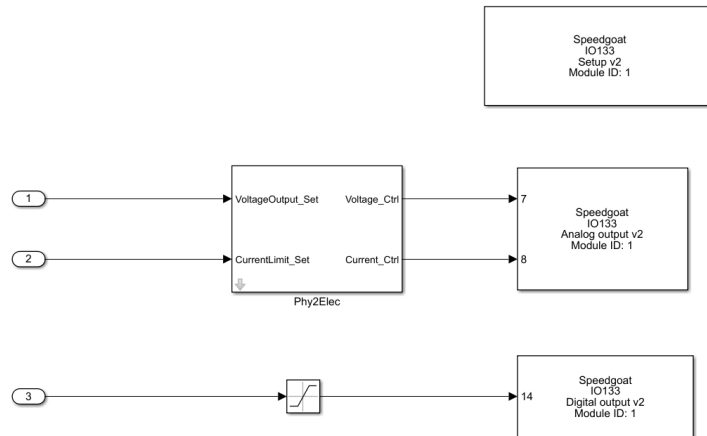 Speedgoat
IO133
Setup v2
Module ID: 1
1
VoltageOutput_Set
Voltage_Ctrl
7
Speedgoat
IO133
Analog output v2
Module ID: 1
2
CurrentLimit_Set
Current_Ctrl
8
Phy2Elec
3
14
Speedgoat
IO133
Digital output v2
Module ID: 1